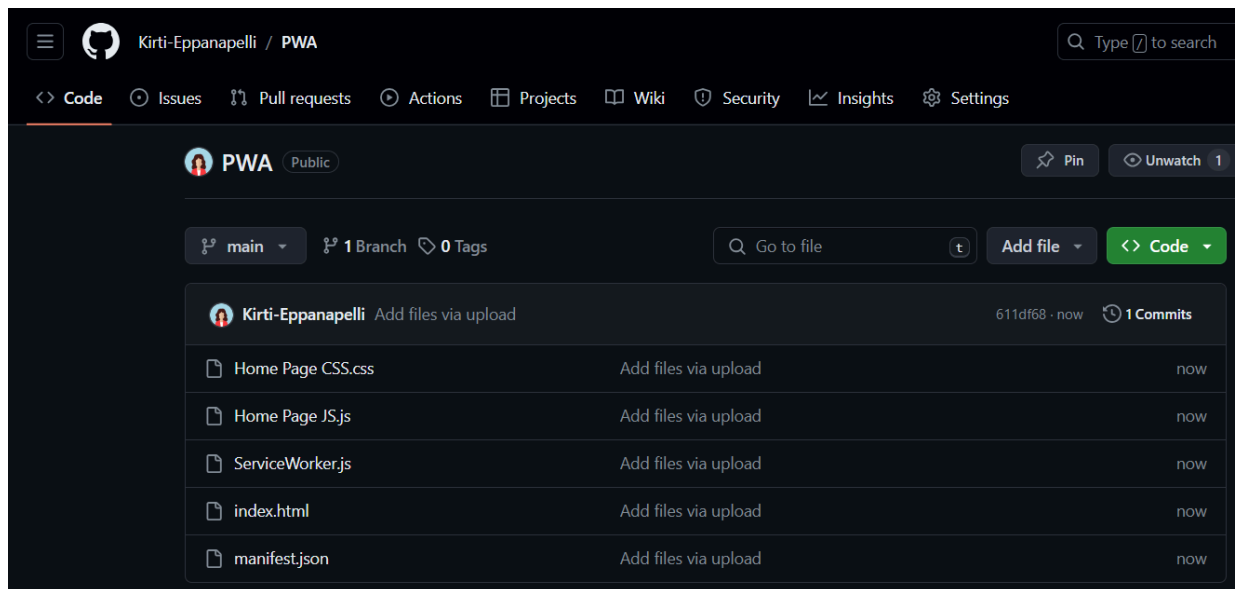 Kirti-Eppanapelli / PWA
Type / to search
Code Issues Pull requests Actions Projects Wiki Security Insights Settings
PWA Public
Pin Unwatch 1
main 1 Branch 0 Tags Go to file t Add file Code
Kirti-Eppanapelli Add files via upload 611df68 · now 1 Commits
Home Page CSS.css Add files via upload now
Home Page JS.js Add files via upload now
ServiceWorker.js Add files via upload now
index.html Add files via upload now
manifest.json Add files via upload now